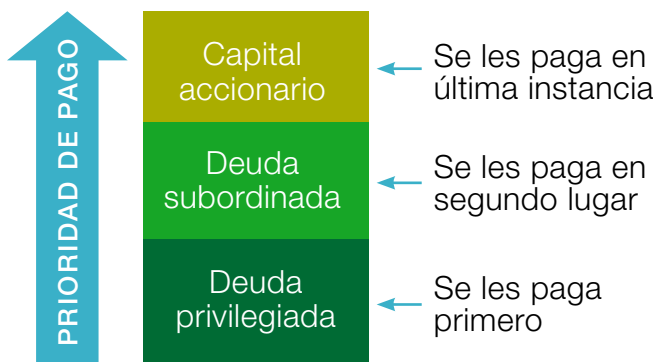 PRIORIDAD DE PAGO
Capital
accionario
Se les paga en
última instancia
Deuda
subordinada
Se les paga en
segundo lugar
Deuda
privilegiada
Se les paga
primero